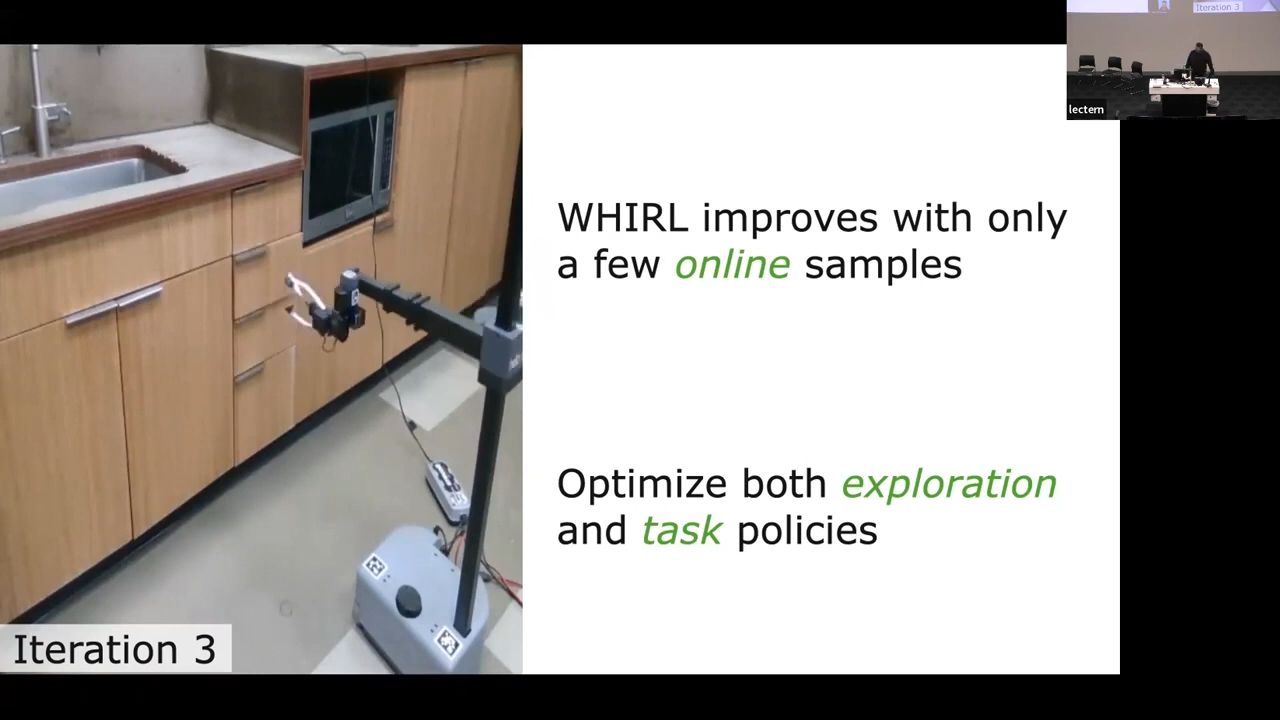 WHIRL improves with only
a few online samples
Optimize both exploration
and task policies
Iteration 3
Iteration 3
lectern